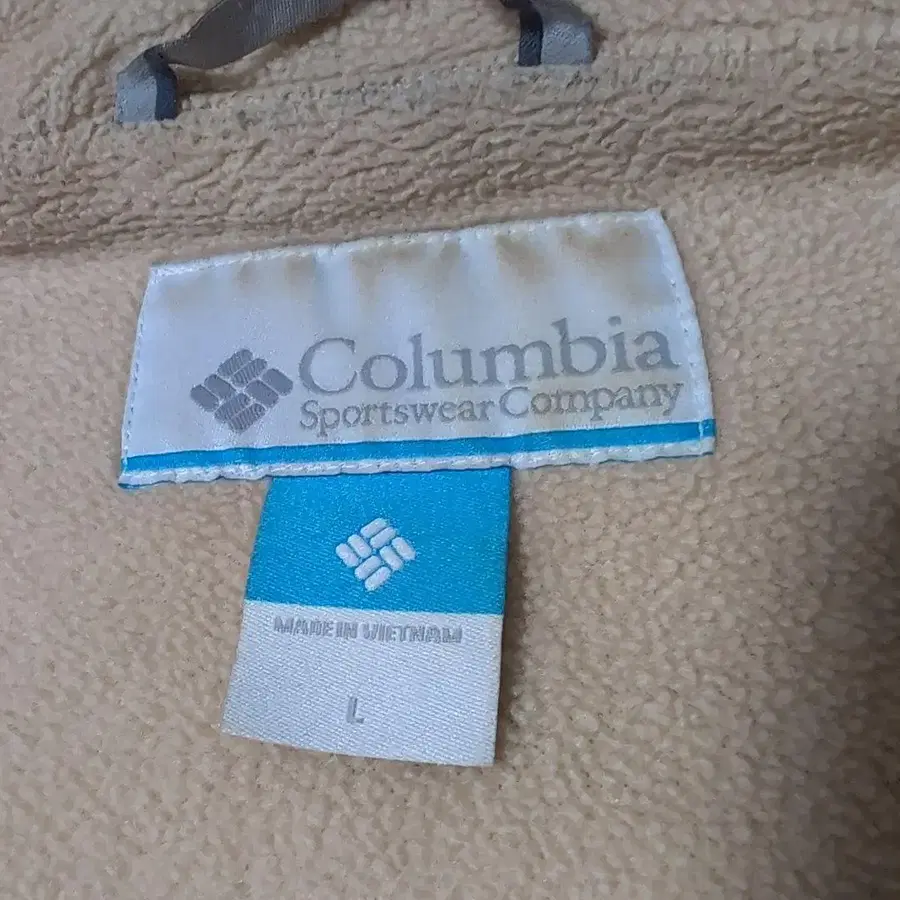 Columbia
Sportswear Company
MADE IN VIETNAM
L